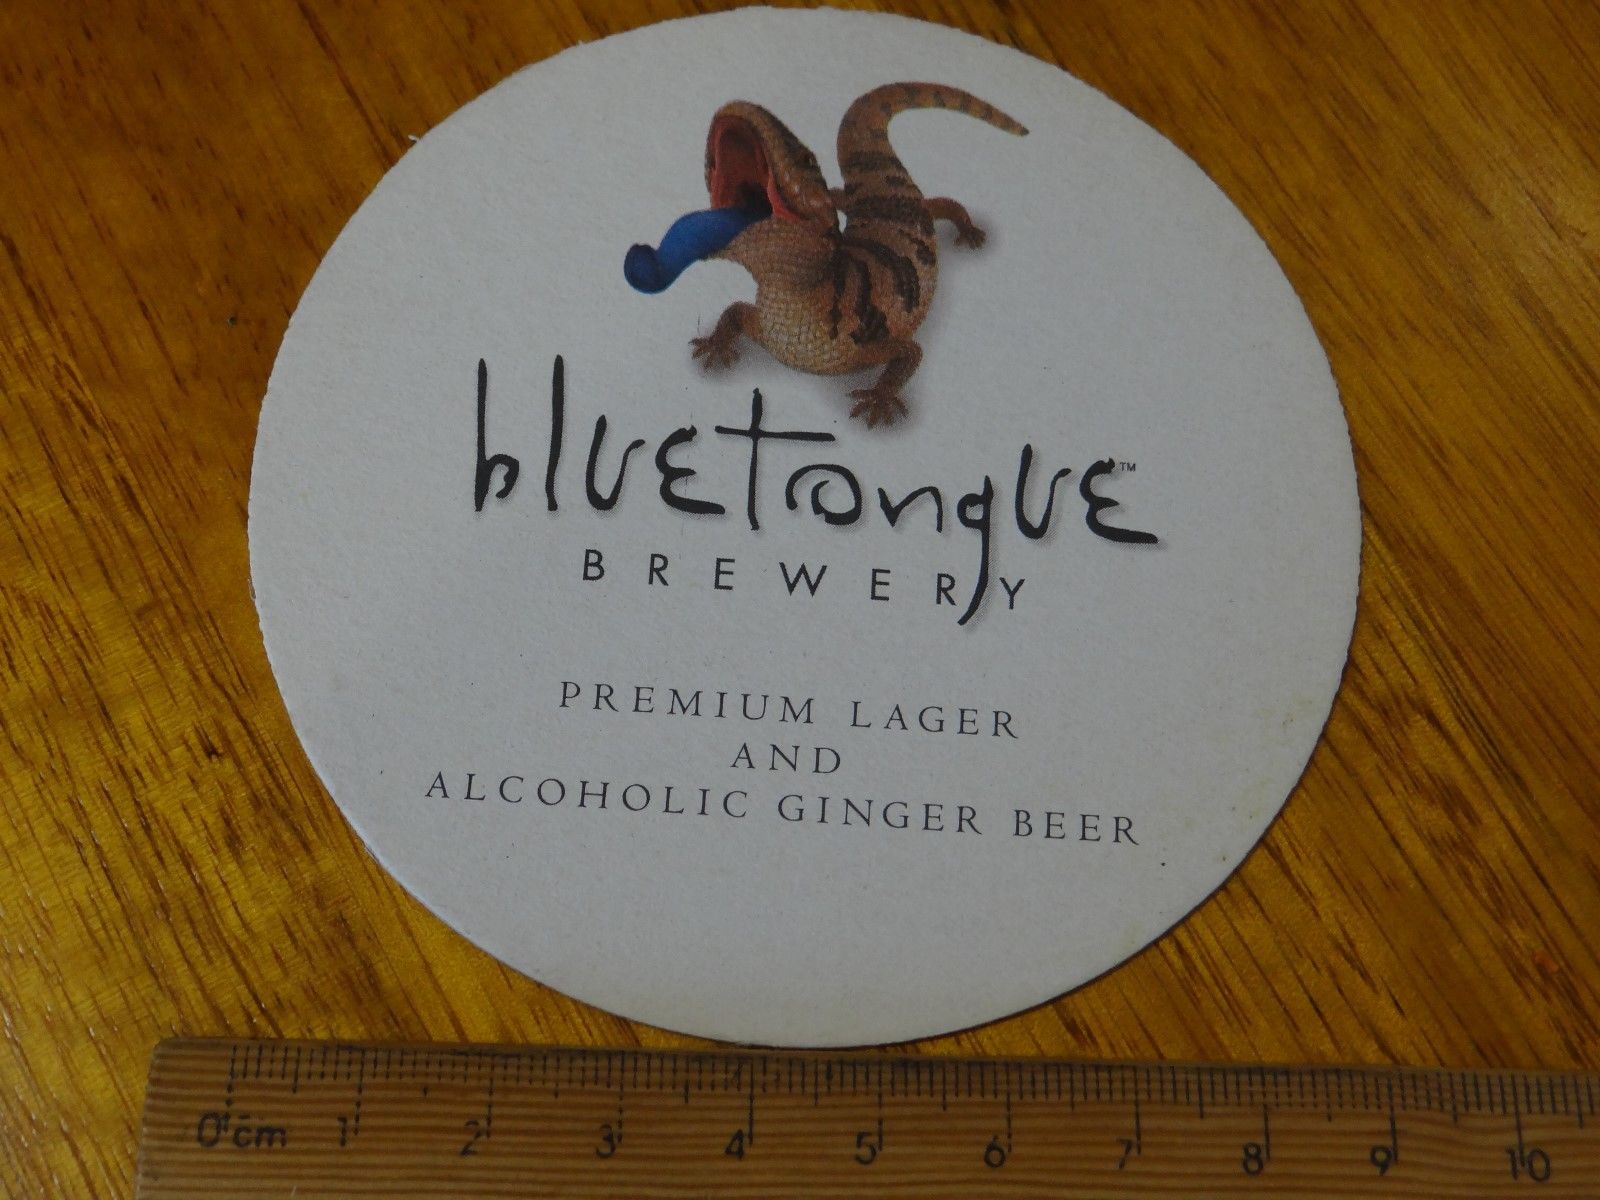 bluetongue™
BREWERY
PREMIUM LAGER
AND
ALCOHOLIC GINGER BEER
0 cm 1 2 3 4 5 6 7 8 9 10